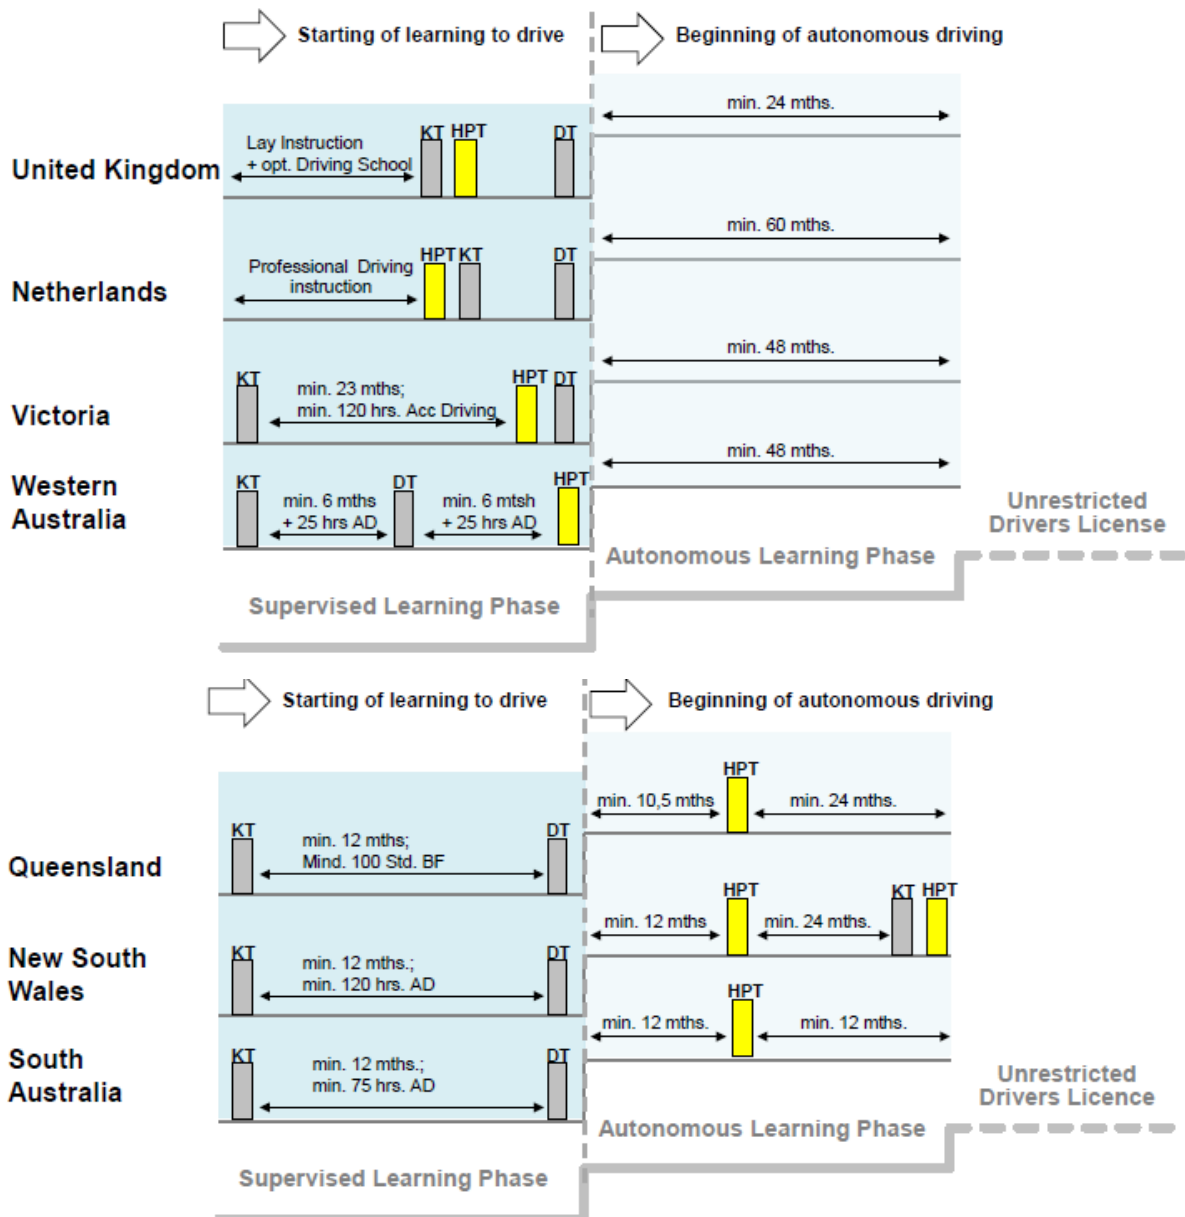 Starting of learning to drive
Beginning of autonomous driving
min. 24 mths.
United Kingdom
Lay Instruction
+ opt. Driving School
KT HPT
DT
min. 60 mths.
Netherlands
Professional Driving
instruction
HPT KT
DT
min. 48 mths.
Victoria
KT
min. 23 mths;
min. 120 hrs. Acc Driving
HPT DT
min. 48 mths.
Western
Australia
KT
min. 6 mths
+ 25 hrs AD
DT
min. 6 mtsh
+ 25 hrs AD
HPT
Unrestricted
Drivers License
Autonomous Learning Phase
Supervised Learning Phase
Starting of learning to drive
Beginning of autonomous driving
HPT
min. 10,5 mths
min. 24 mths.
Queensland
KT
min. 12 mths;
Mind. 100 Std. BF
DT
HPT
KT HPT
min. 12 mths
min. 24 mths.
New South
Wales
KT
min. 12 mths.;
min. 120 hrs. AD
DT
HPT
min. 12 mths.
min. 12 mths.
South
Australia
KT
min. 12 mths.;
min. 75 hrs. AD
DT
Unrestricted
Drivers Licence
Autonomous Learning Phase
Supervised Learning Phase